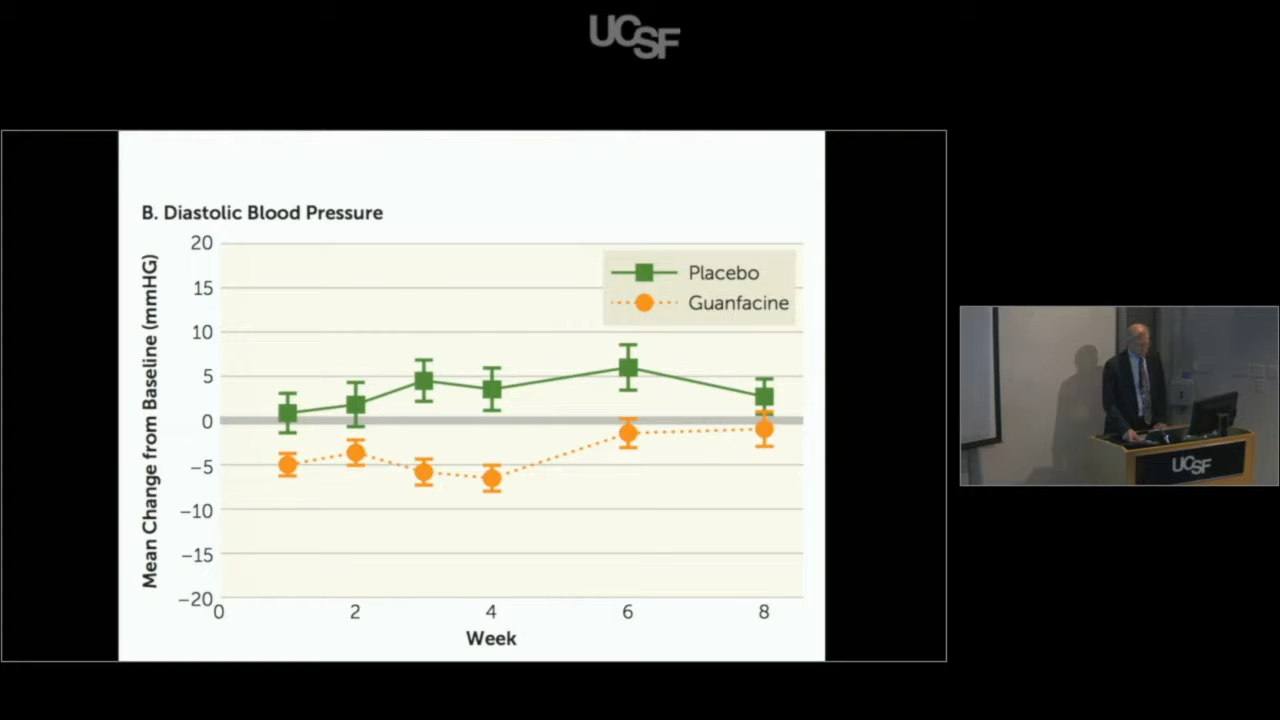 UCSF
B. Diastolic Blood Pressure
Mean Change from Baseline (mmHG)
20
15
10
5
0
−5
−10
−15
−20
Placebo
Guanfacine
0 2 4 6 8
Week
UCSF